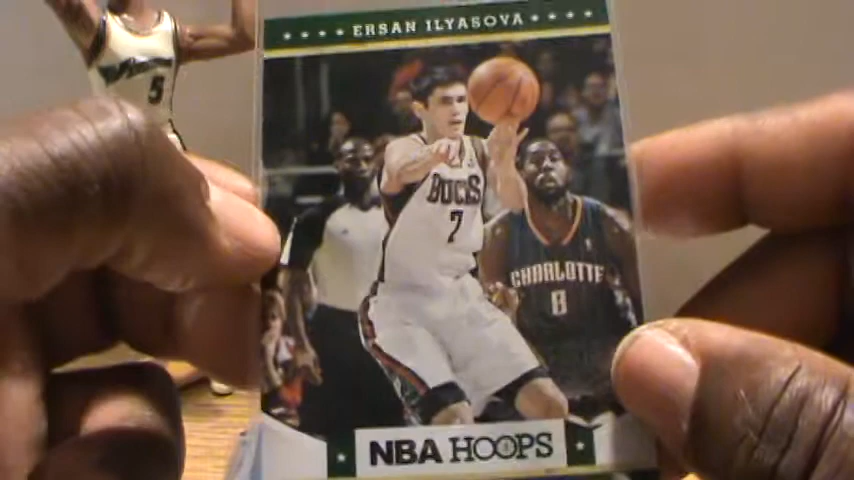 ERSAN ILYASOVA
5
BUCKS
7
CHARLOTTE
8
NBA HOOPS